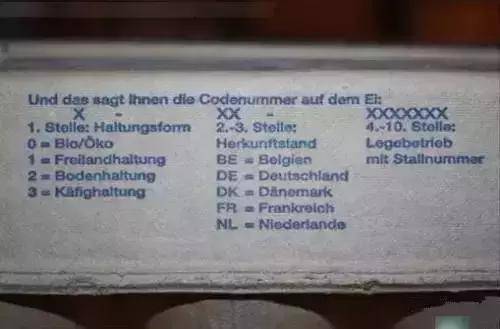 Und das sagt Ihnen die Codenummer auf dem Ei:
X - XX - XXXXXXX
1. Stelle: Haltungsform 2.-3. Stelle: 4.-10. Stelle:
0 = Bio/Öko Herkunftstand Legebetrieb
1 = Freilandhaltung BE = Belgien mit Stallnummer
2 = Bodenhaltung DE = Deutschland
3 = Käfighaltung DK = Dänemark
FR = Frankreich
NL = Niederlande